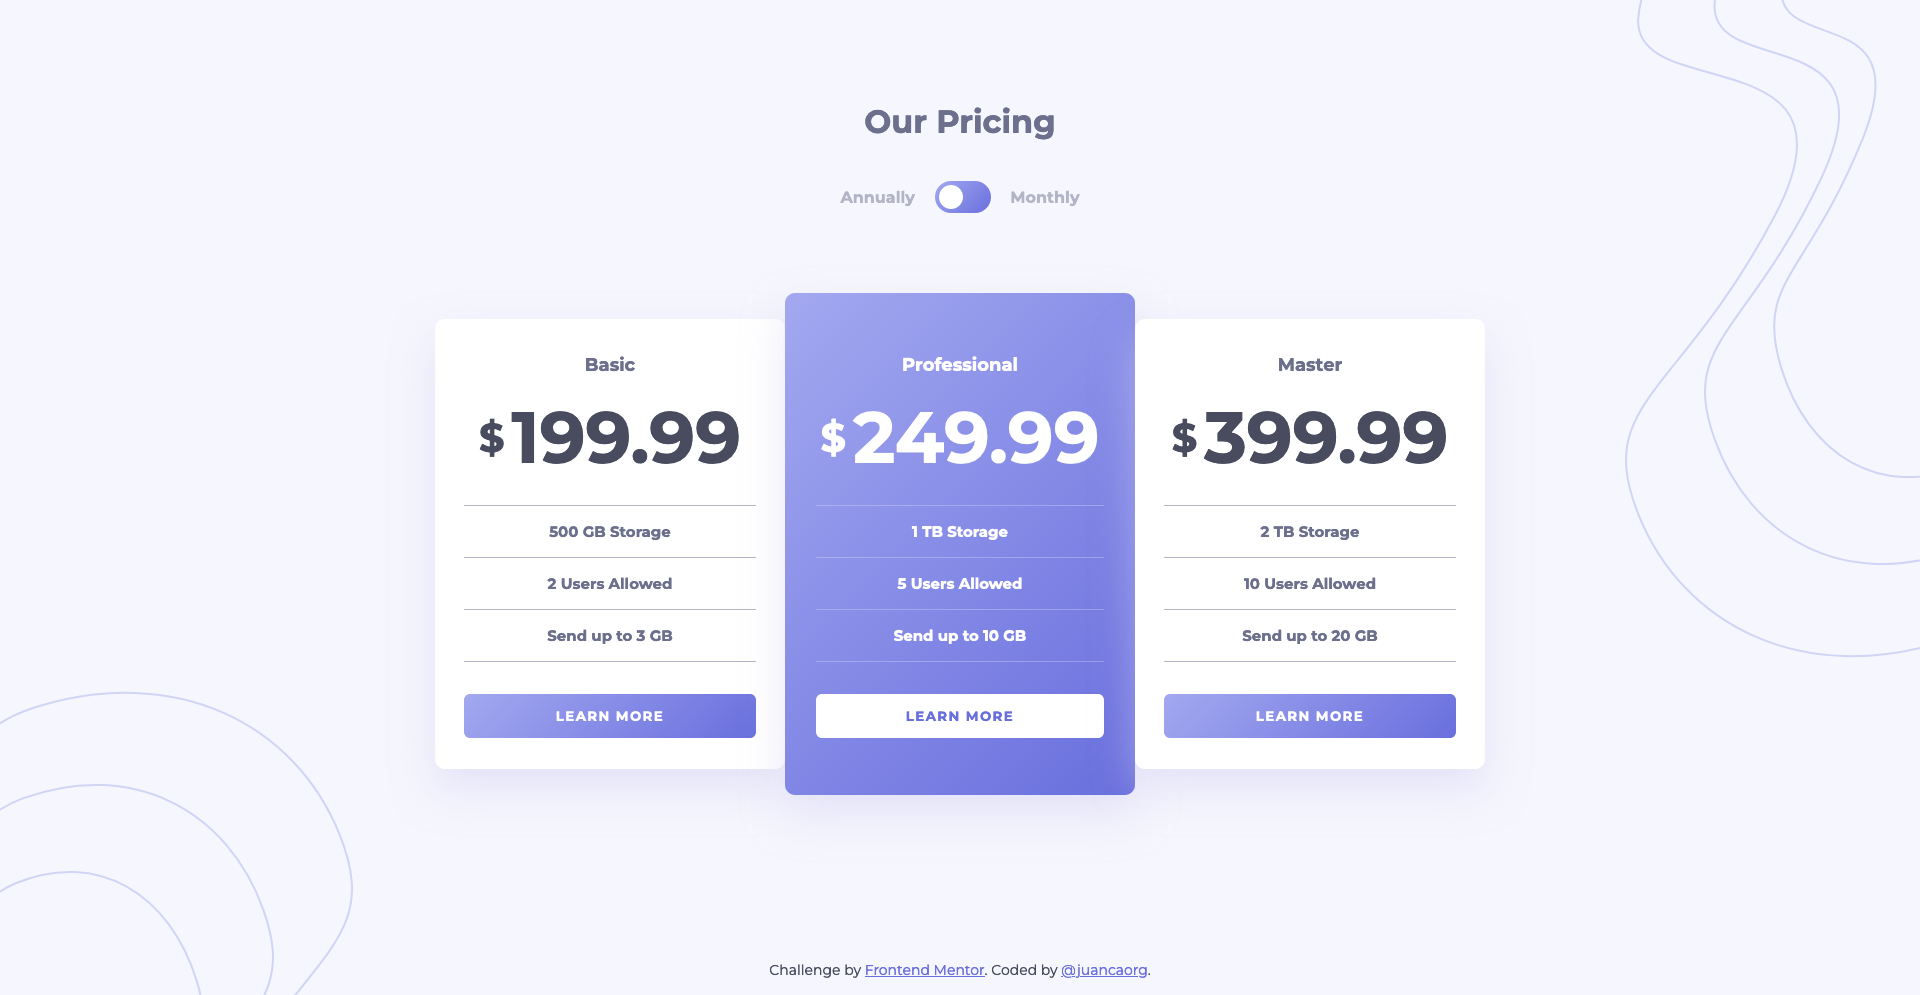 Our Pricing
Annually Monthly
Basic
$199.99
500 GB Storage
2 Users Allowed
Send up to 3 GB
LEARN MORE
Professional
$249.99
1 TB Storage
5 Users Allowed
Send up to 10 GB
LEARN MORE
Master
$399.99
2 TB Storage
10 Users Allowed
Send up to 20 GB
LEARN MORE
Challenge by Frontend Mentor. Coded by @juancaorg.